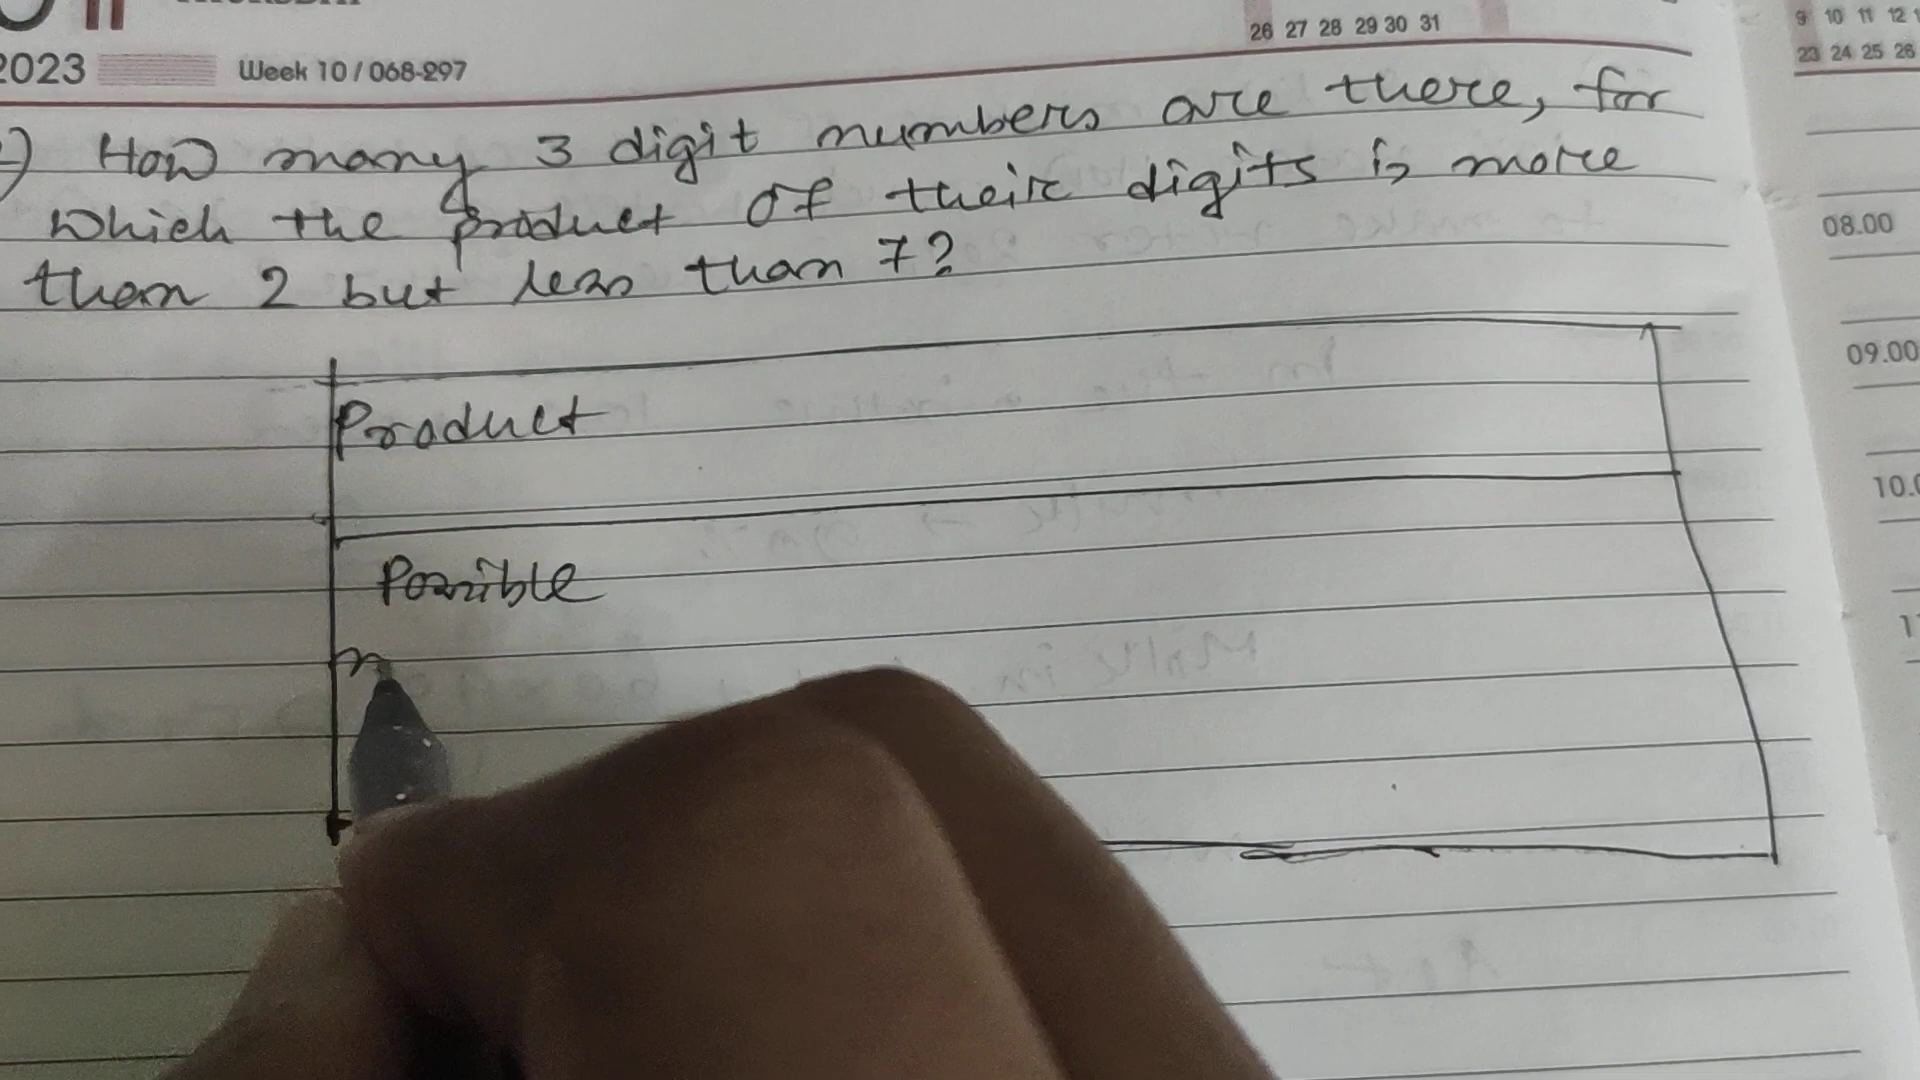 2023 Week 10 / 068-297
26 27 28 29 30 31
9 10 11 12
23 24 25 26
How many 3 digit numbers are there, for
which the product of their digits is more
than 2 but less than 7?
Product
Possible
08.00
09.00